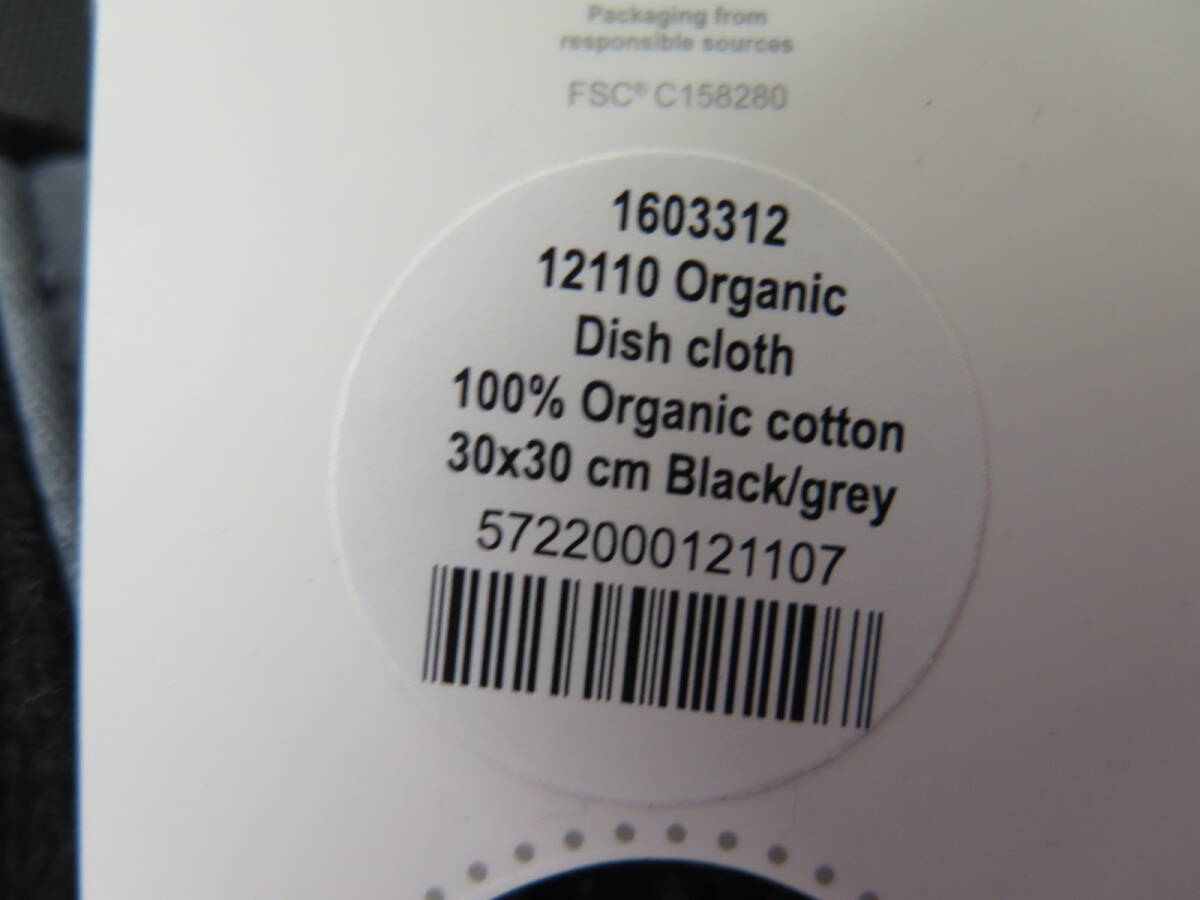 Packaging from
responsible sources
FSC® C158280
1603312
12110 Organic
Dish cloth
100% Organic cotton
30x30 cm Black/grey
5722000121107